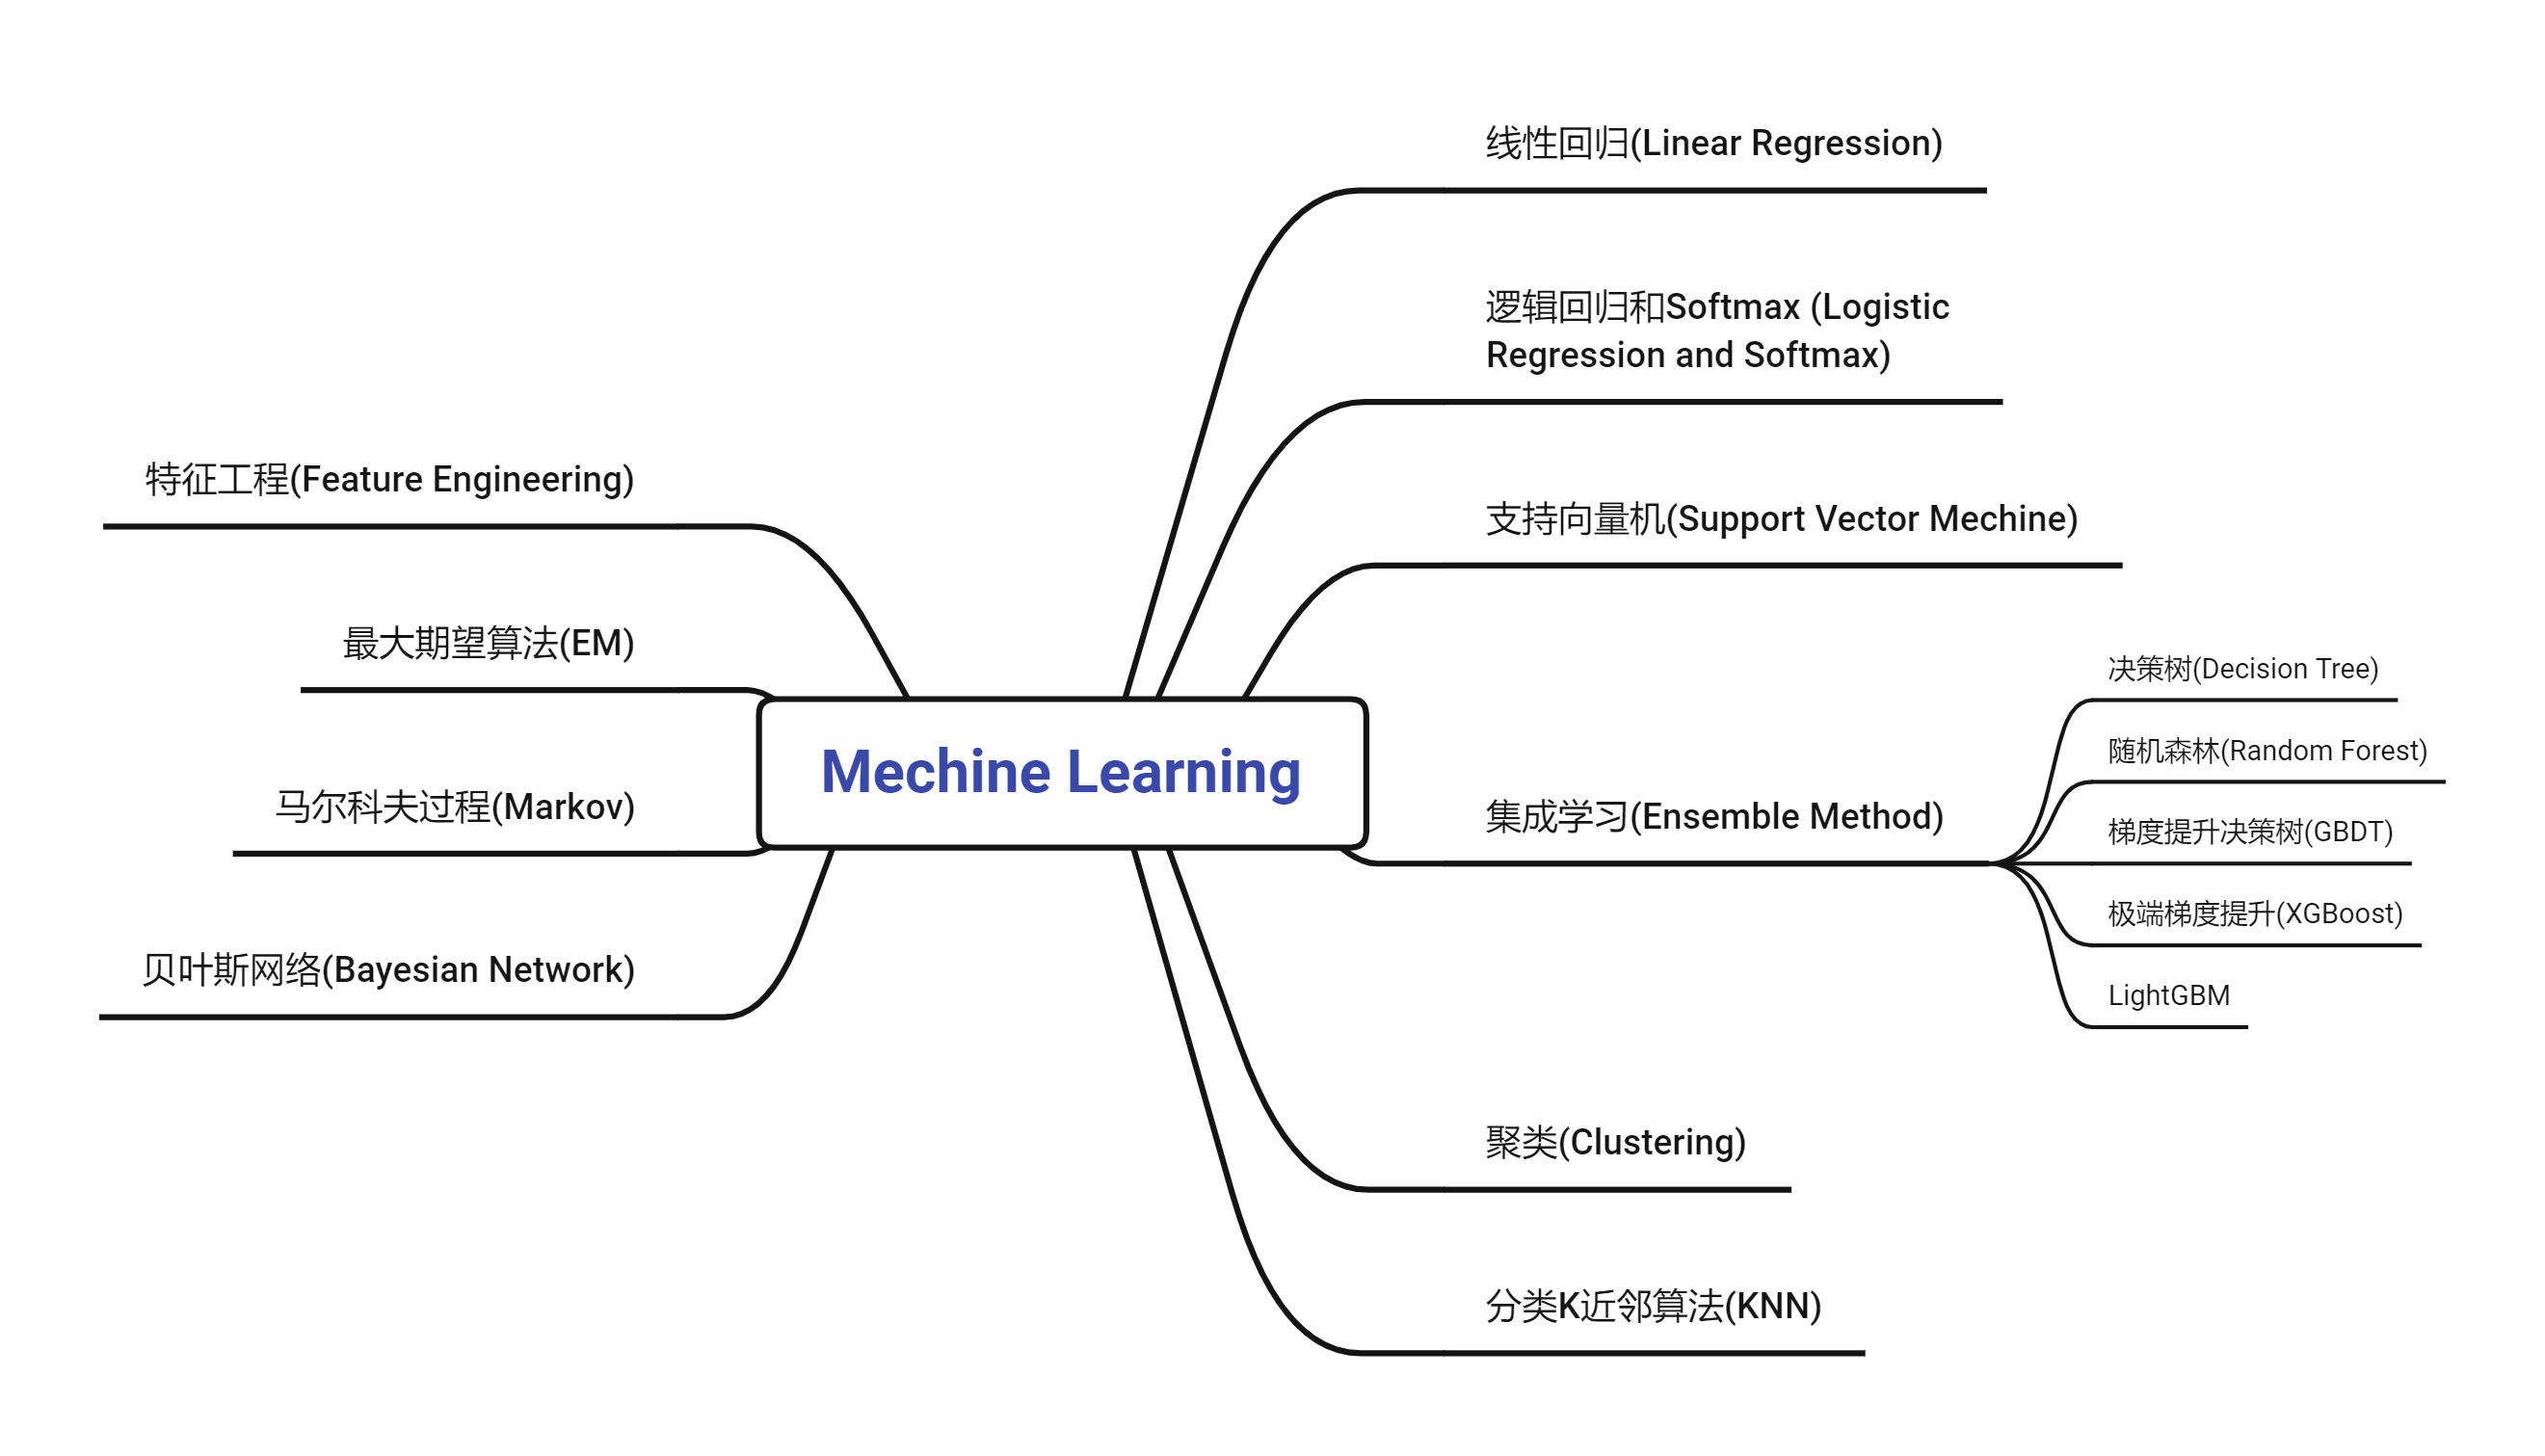 Mechine Learning
线性回归(Linear Regression)
逻辑回归和Softmax (Logistic
Regression and Softmax)
支持向量机(Support Vector Mechine)
集成学习(Ensemble Method)
决策树(Decision Tree)
随机森林(Random Forest)
梯度提升决策树(GBDT)
极端梯度提升(XGBoost)
LightGBM
聚类(Clustering)
分类K近邻算法(KNN)
特征工程(Feature Engineering)
最大期望算法(EM)
马尔科夫过程(Markov)
贝叶斯网络(Bayesian Network)